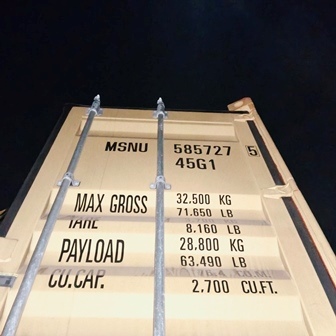 MSNU 585727 5
45G1
MAX GROSS 32.500 KG
71.650 LB
TARE
8.160 LB
PAYLOAD 28.800 KG
63.490 LB
CU.CAP.
2.700 CU.FT.